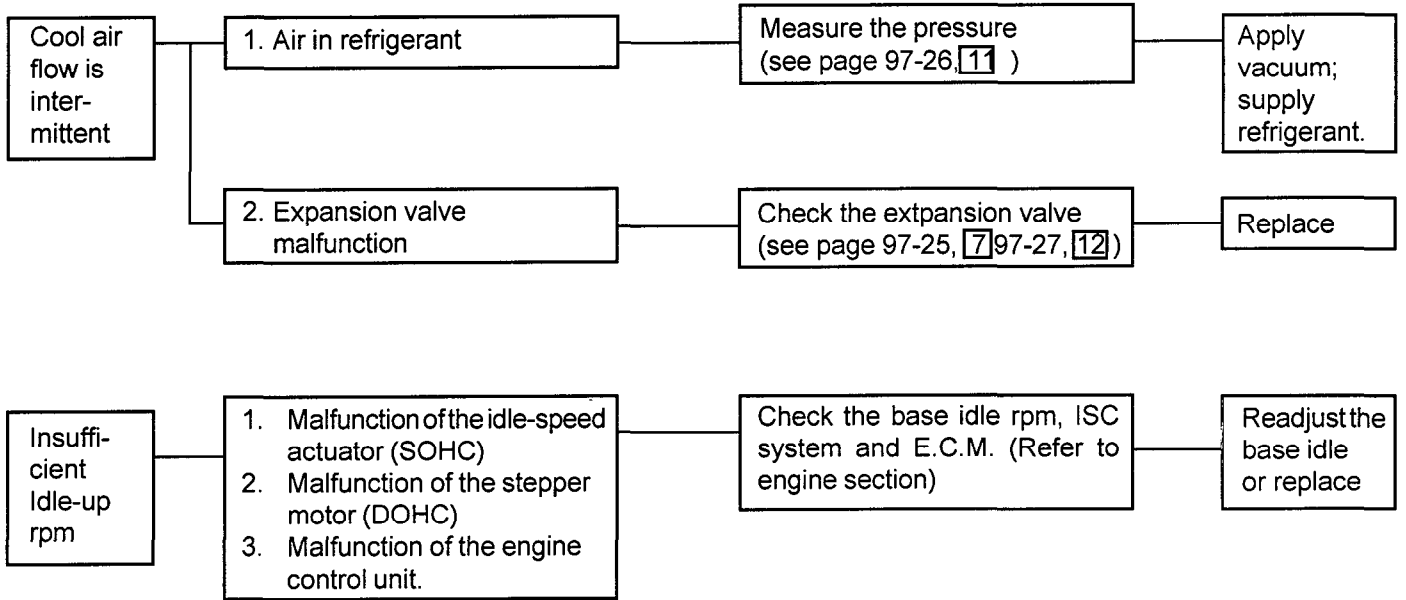 Cool air
flow is
inter-
mittent
1. Air in refrigerant
Measure the pressure
(see page 97-26, 11 )
Apply
vacuum;
supply
refrigerant.
2. Expansion valve
malfunction
Check the extpansion valve
(see page 97-25, 7 97-27, 12 )
Replace
Insuffi-
cient
Idle-up
rpm
1. Malfunction of the idle-speed
actuator (SOHC)
2. Malfunction of the stepper
motor (DOHC)
3. Malfunction of the engine
control unit.
Check the base idle rpm, ISC
system and E.C.M. (Refer to
engine section)
Readjust the
base idle
or replace